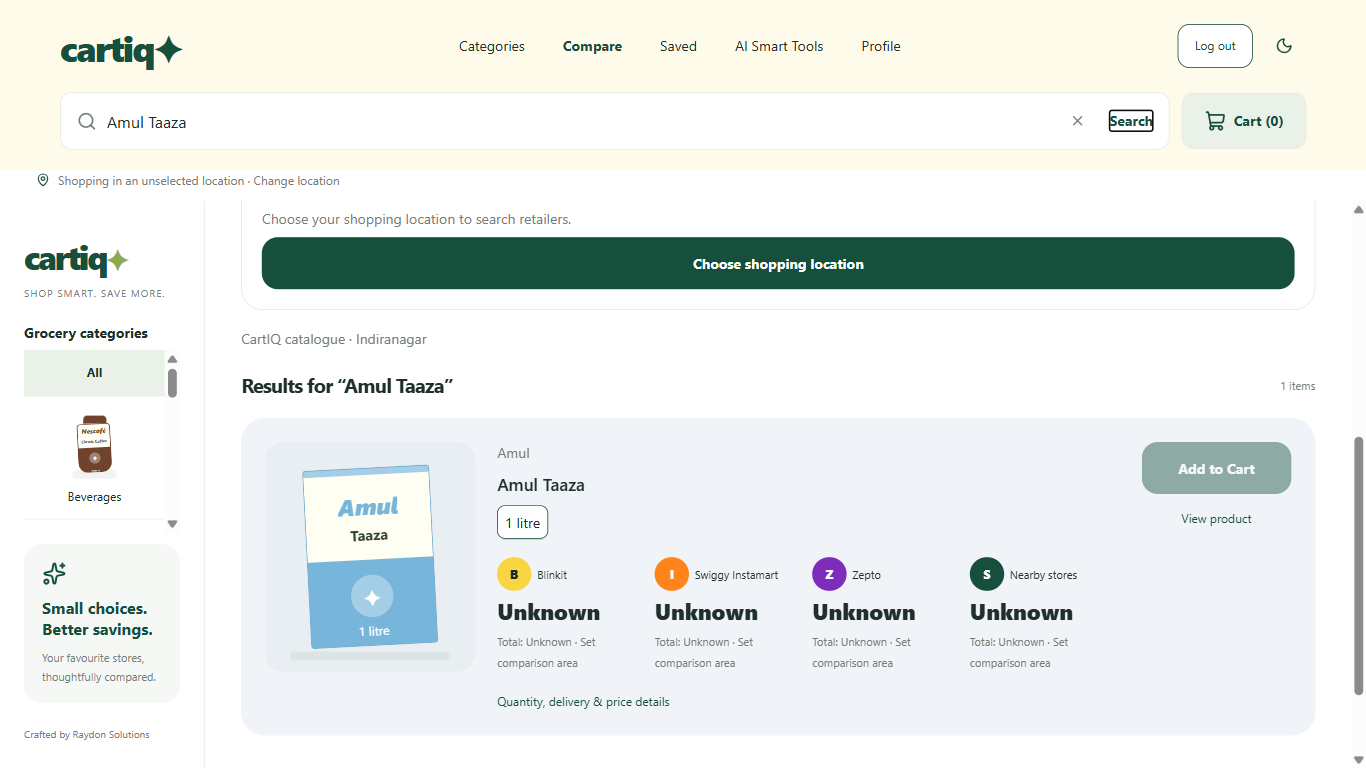 cartiq
Categories Compare Saved AI Smart Tools Profile
Log out
Amul Taaza
Search
Cart (0)
Shopping in an unselected location · Change location
cartiq
SHOP SMART. SAVE MORE.
Grocery categories
All
Nescafé
Classic Coffee
Beverages
Small choices.
Better savings.
Your favourite stores,
thoughtfully compared.
Crafted by Raydon Solutions
Choose your shopping location to search retailers.
Choose shopping location
CartIQ catalogue · Indiranagar
Results for “Amul Taaza”
1 items
Amul
Taaza
1 litre
Amul
Amul Taaza
1 litre
Add to Cart
View product
B Blinkit
Unknown
Total: Unknown · Set
comparison area
I Swiggy Instamart
Unknown
Total: Unknown · Set
comparison area
Z Zepto
Unknown
Total: Unknown · Set
comparison area
S Nearby stores
Unknown
Total: Unknown · Set
comparison area
Quantity, delivery & price details